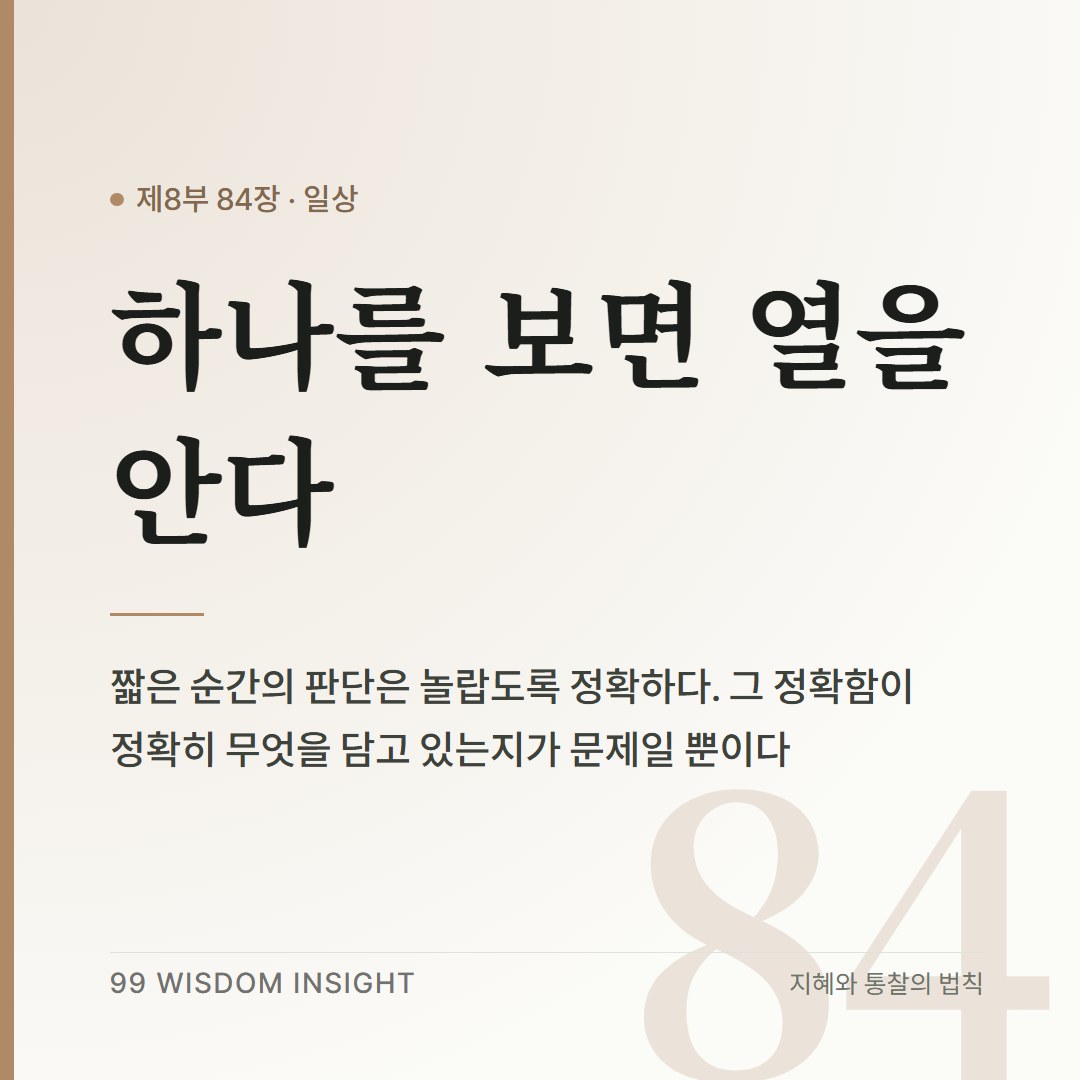 제8부 84장 · 일상
하나를 보면 열을
안다
짧은 순간의 판단은 놀랍도록 정확하다. 그 정확함이
정확히 무엇을 담고 있는지가 문제일 뿐이다
84
99 WISDOM INSIGHT
지혜와 통찰의 법칙